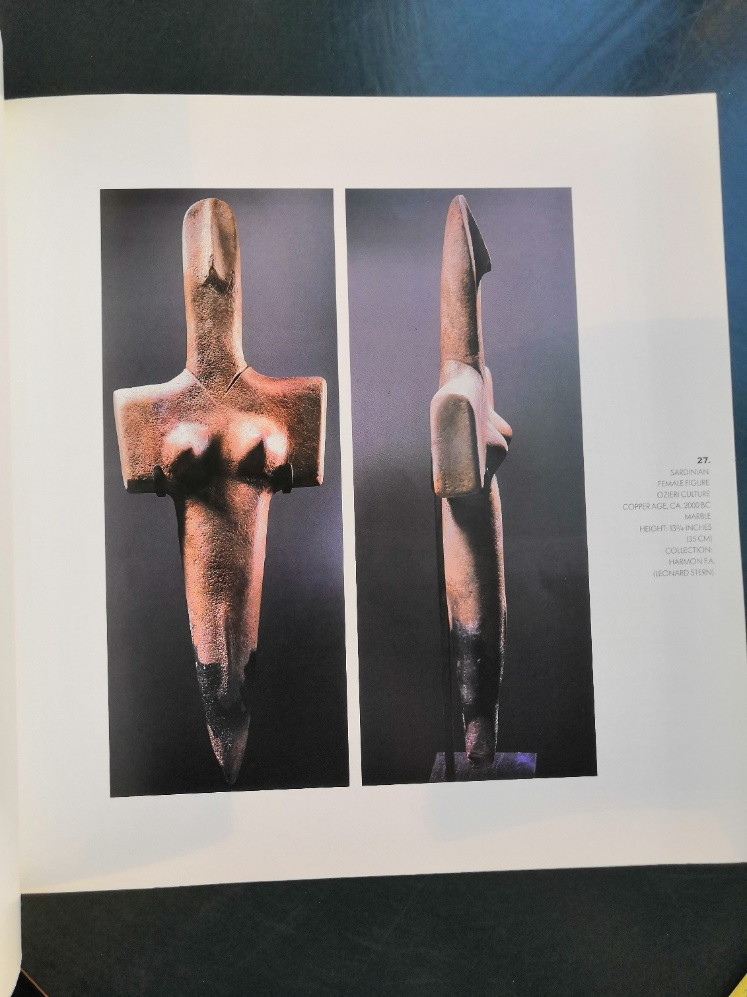 27.
SARDINIAN
FEMALE FIGURE
OZIERI CULTURE
COPPER AGE, CA. 2000 BC
MARBLE
HEIGHT: 13¾ INCHES
(35 CM)
COLLECTION:
HARMON F.A.
(LEONARD STERN)